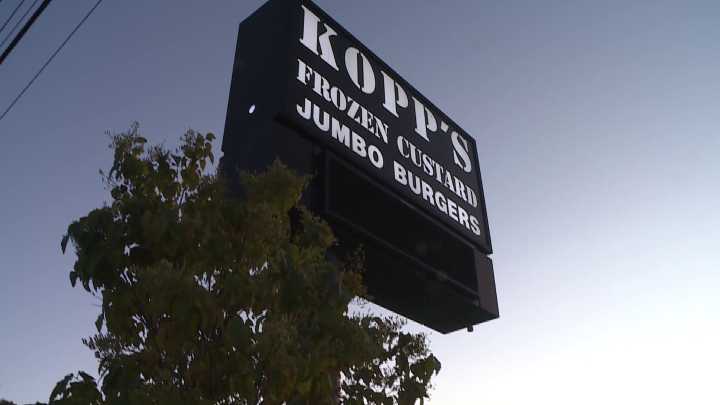 KOPP'S
FROZEN CUSTARD
JUMBO BURGERS